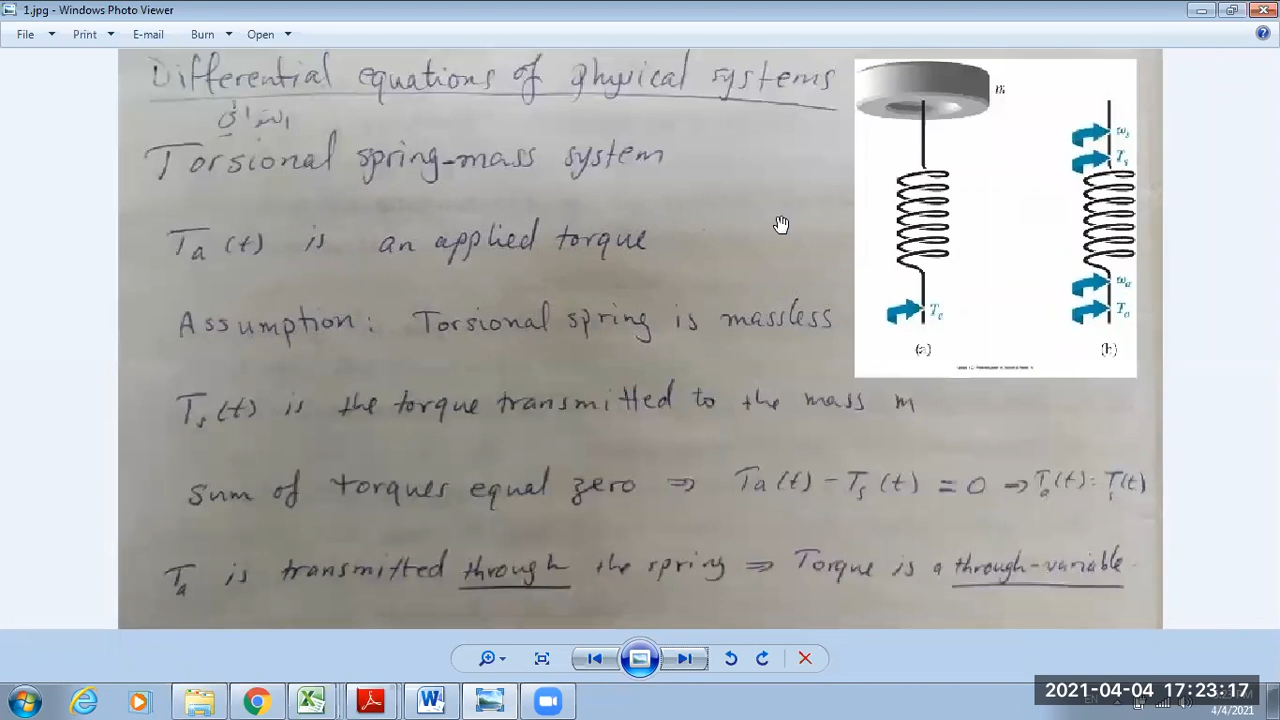 1.jpg - Windows Photo Viewer
File Print E-mail Burn Open
Differential equations of physical systems
Torsional spring-mass system
Ta(t) is an applied torque
Assumption: Torsional spring is massless
Ts(t) is the torque transmitted to the mass m
sum of torques equal zero ⇒ Ta(t) - Ts(t) = 0 ⇒ Ta(t) = Ts(t)
Ta is transmitted through the spring ⇒ Torque is a through-variable
m
ωs
Ts
ωa
Ta
(a)
(b)
2021-04-04 17:23:17
EN
4/4/2021